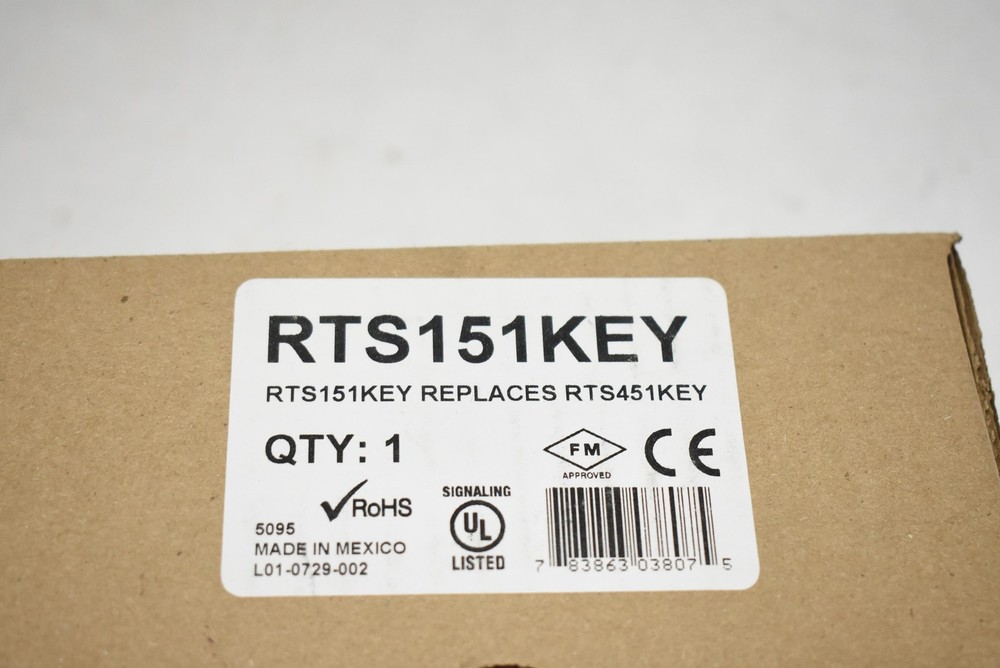 RTS151KEY
RTS151KEY REPLACES RTS451KEY
QTY: 1
FM
APPROVED
CE
RoHS
SIGNALING
UL
LISTED
5095
MADE IN MEXICO
L01-0729-002
7 83863 03807 5